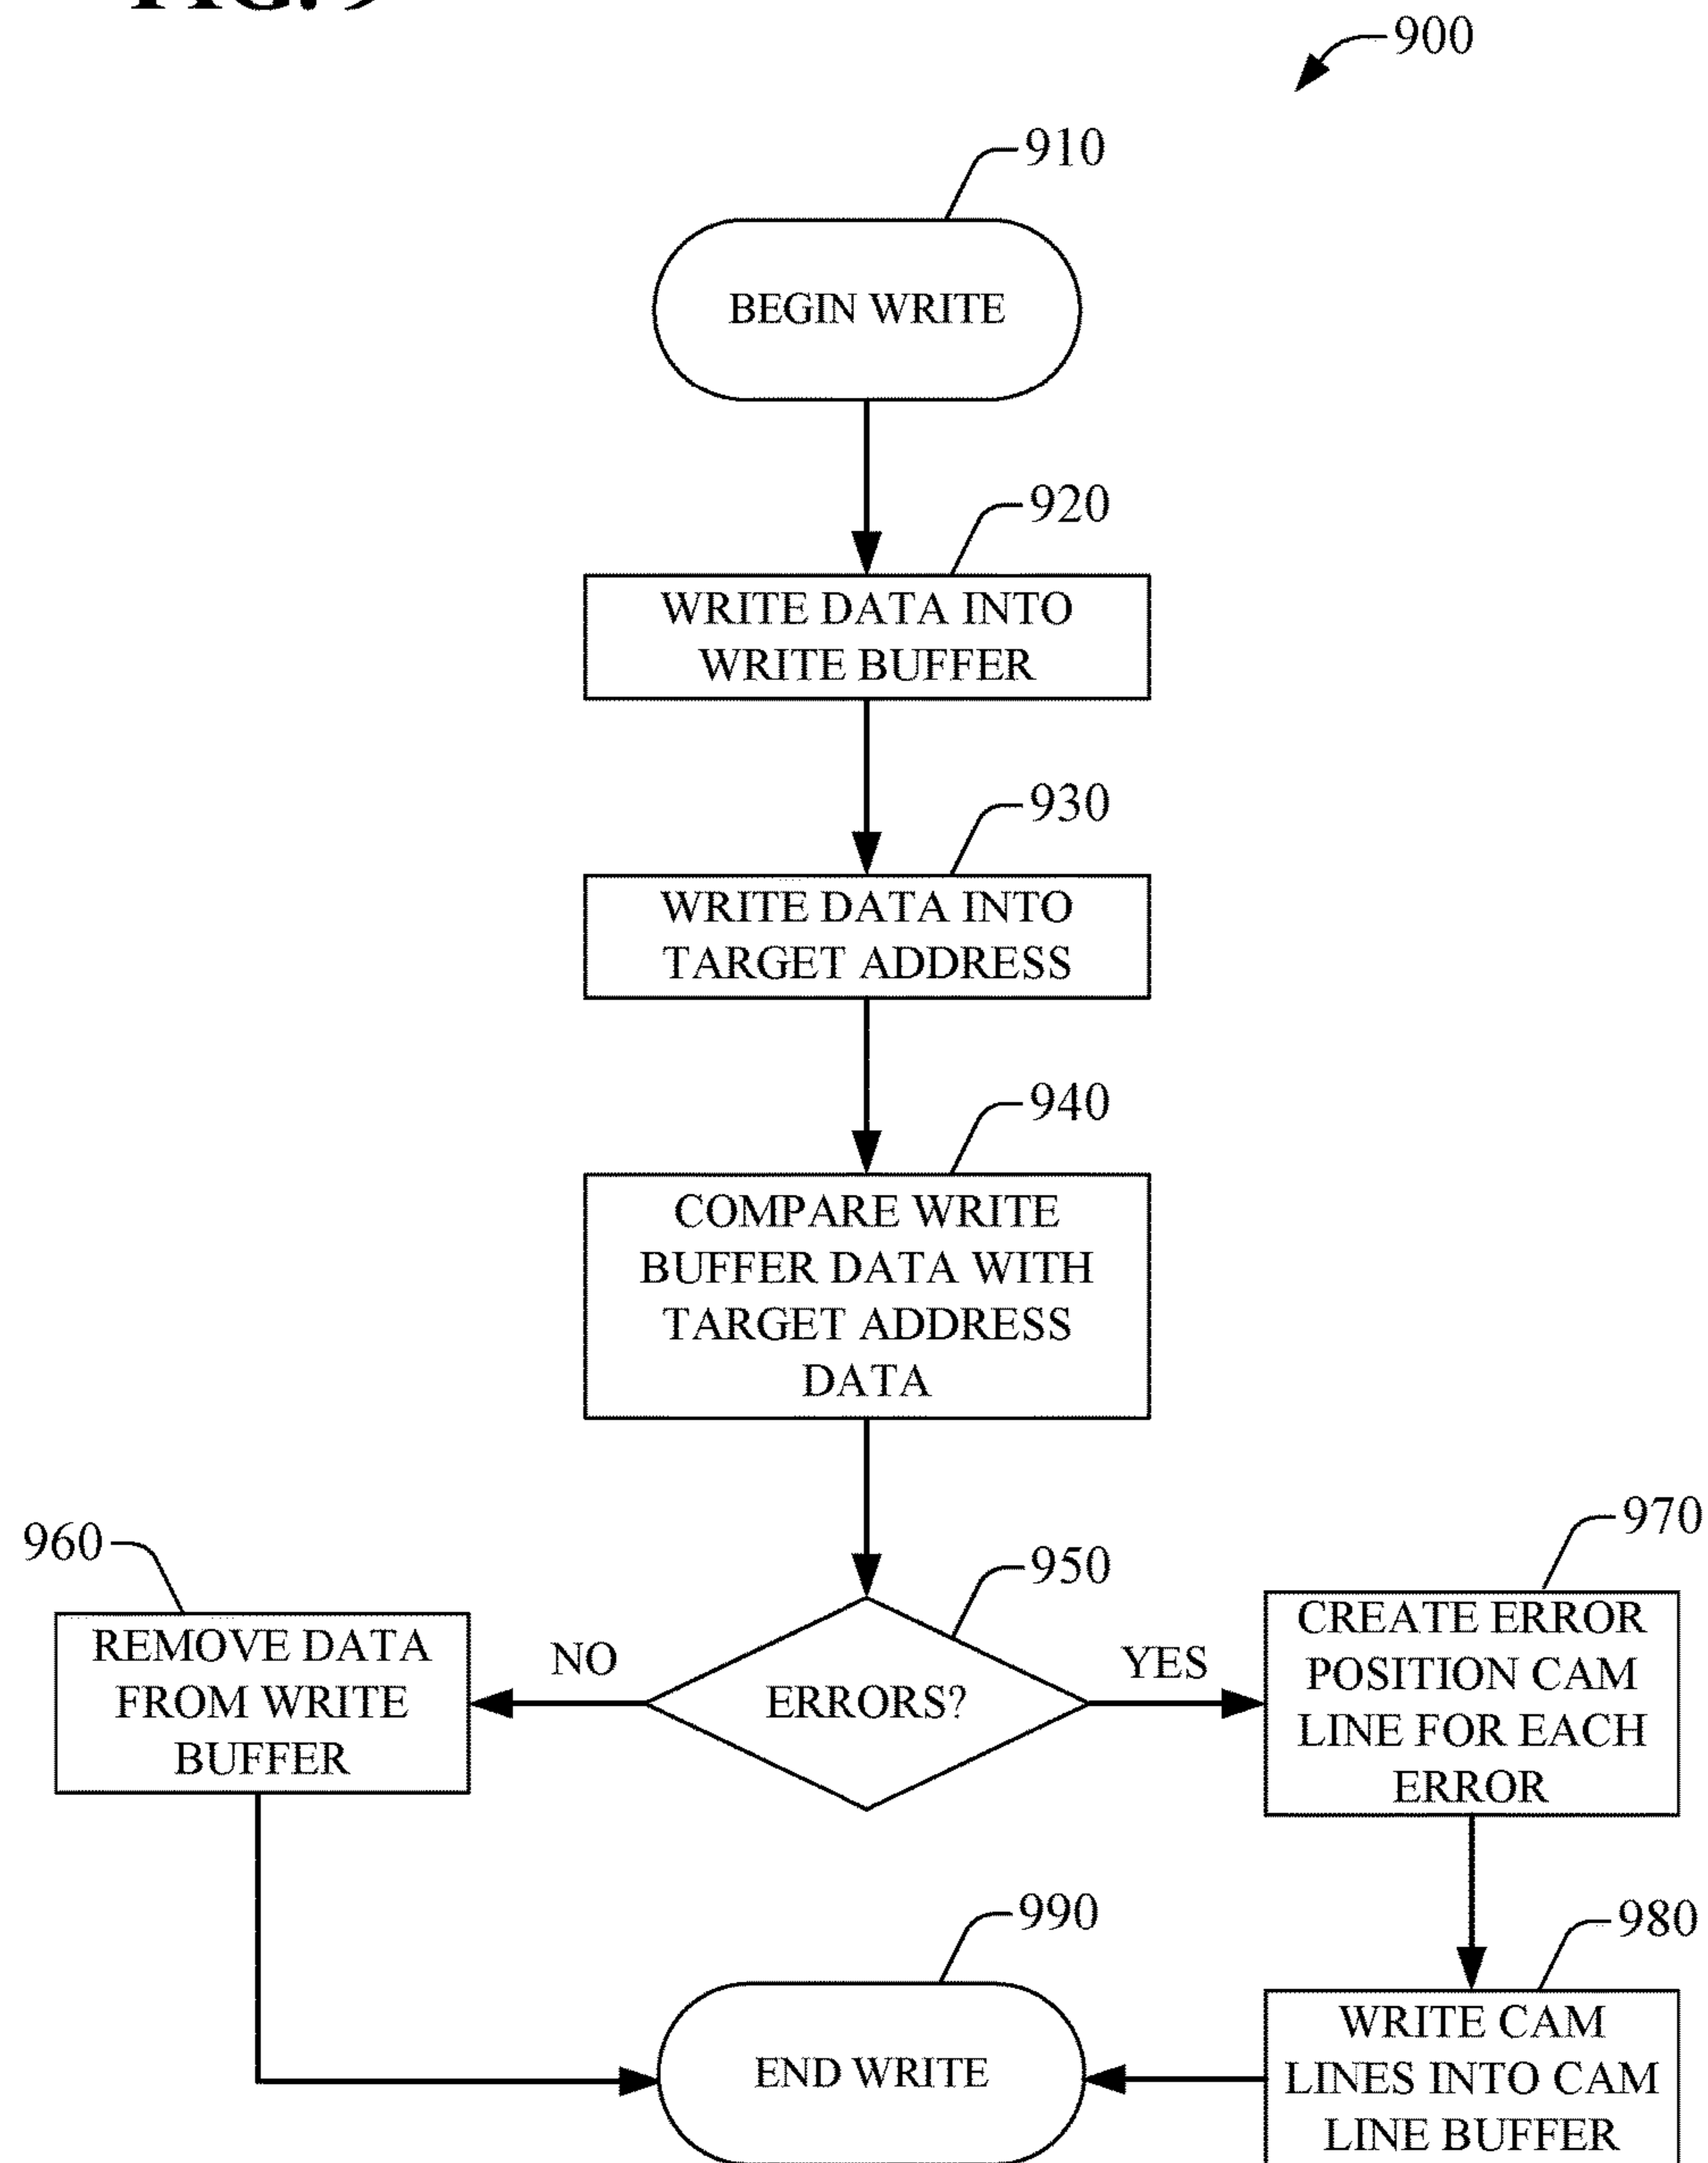 FIG. 9
900
910
BEGIN WRITE
920
WRITE DATA INTO
WRITE BUFFER
930
WRITE DATA INTO
TARGET ADDRESS
940
COMPARE WRITE
BUFFER DATA WITH
TARGET ADDRESS
DATA
950
ERRORS?
NO
YES
960
REMOVE DATA
FROM WRITE
BUFFER
970
CREATE ERROR
POSITION CAM
LINE FOR EACH
ERROR
980
WRITE CAM
LINES INTO CAM
LINE BUFFER
990
END WRITE